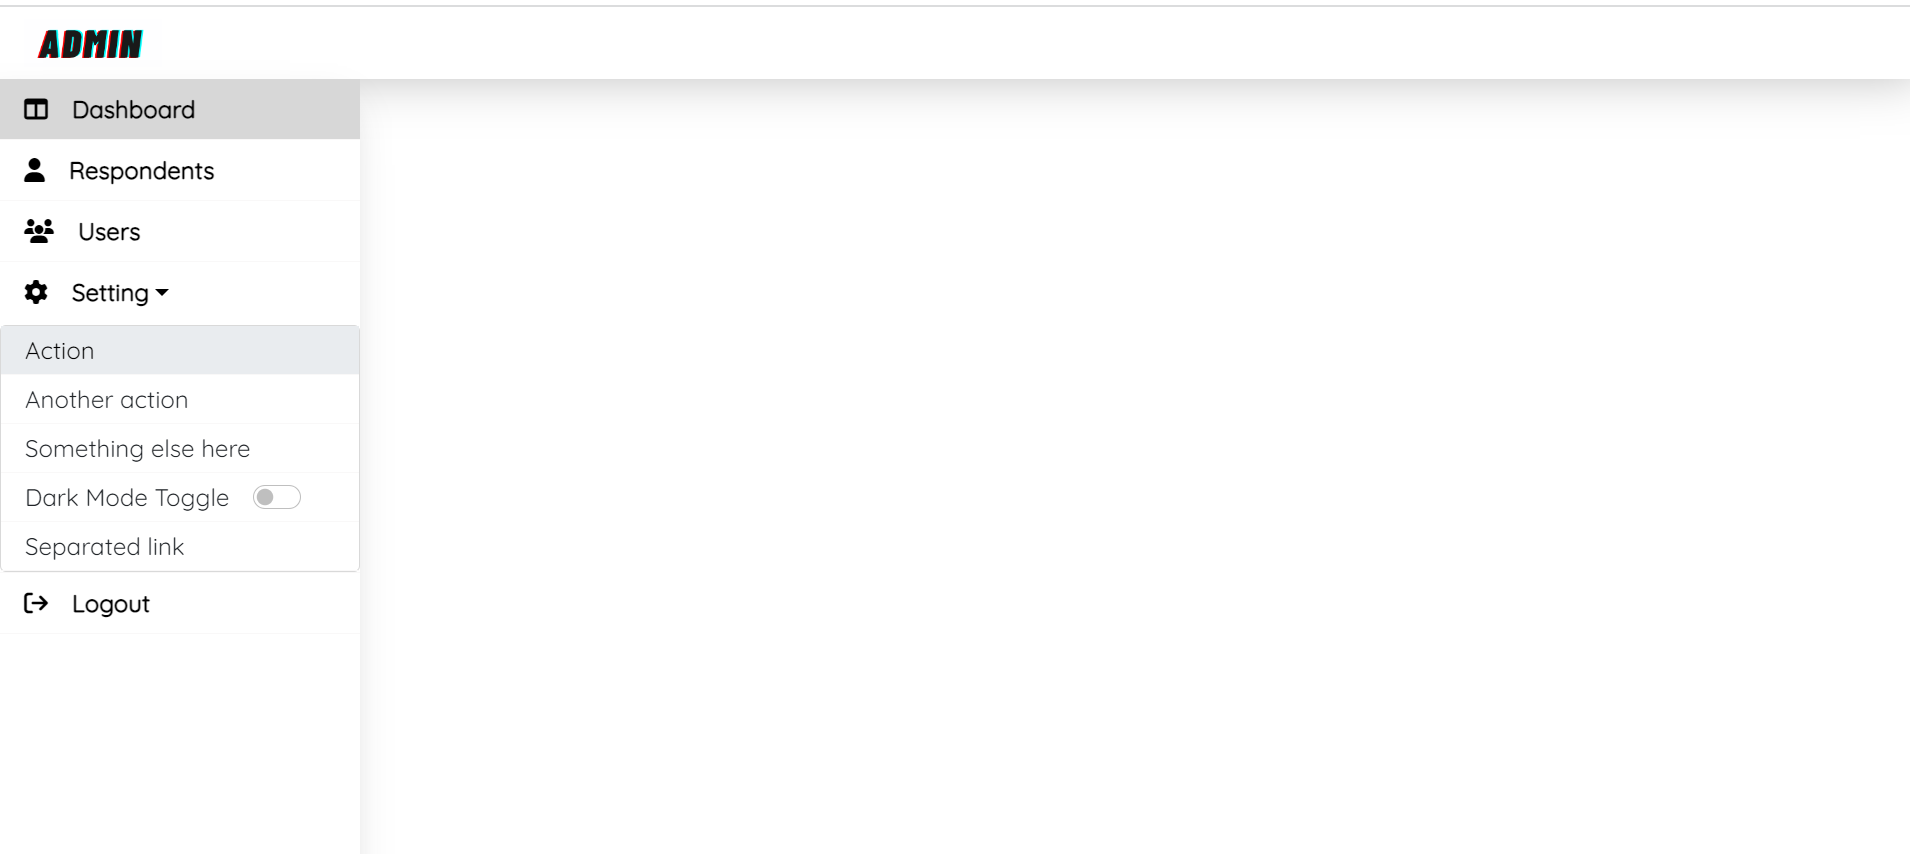 ADMIN
Dashboard
Respondents
Users
Setting
Action
Another action
Something else here
Dark Mode Toggle
Separated link
Logout